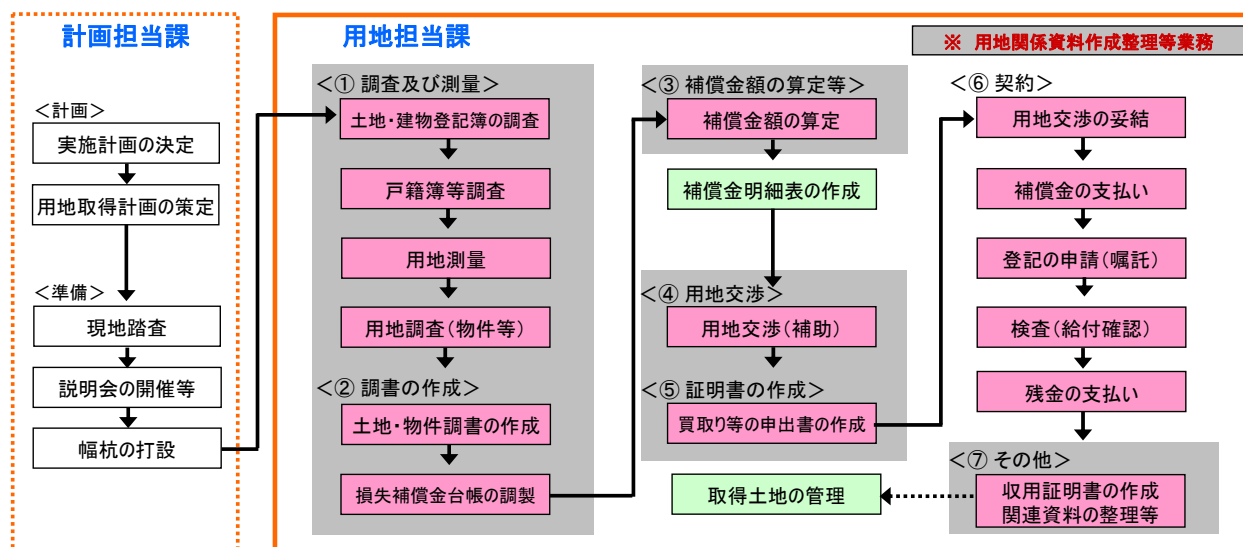 計画担当課
<計画>
実施計画の決定
用地取得計画の策定
<準備>
現地踏査
説明会の開催等
幅杭の打設
用地担当課
※ 用地関係資料作成整理等業務
<① 調査及び測量>
土地・建物登記簿の調査
戸籍簿等調査
用地測量
用地調査(物件等)
<② 調書の作成>
土地・物件調書の作成
損失補償金台帳の調製
<③ 補償金額の算定等>
補償金額の算定
補償金明細表の作成
<④ 用地交渉>
用地交渉(補助)
<⑤ 証明書の作成>
買取り等の申出書の作成
<⑥ 契約>
用地交渉の妥結
補償金の支払い
登記の申請(嘱託)
検査(給付確認)
残金の支払い
<⑦ その他>
収用証明書の作成
関連資料の整理等
取得土地の管理